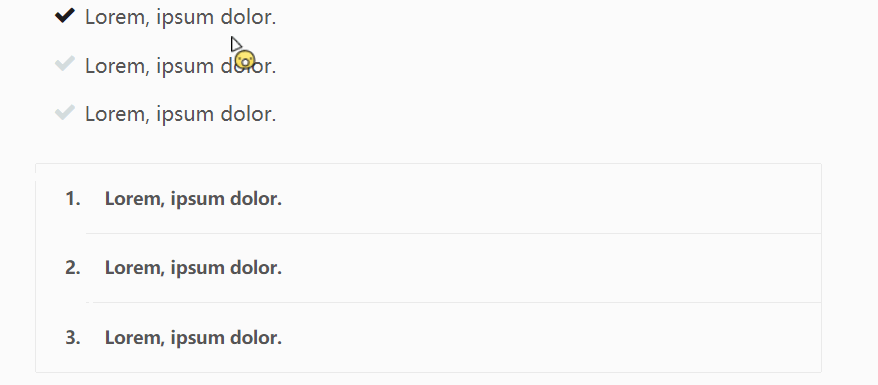 Lorem, ipsum dolor.
Lorem, ipsum dolor.
Lorem, ipsum dolor.
1. Lorem, ipsum dolor.
2. Lorem, ipsum dolor.
3. Lorem, ipsum dolor.